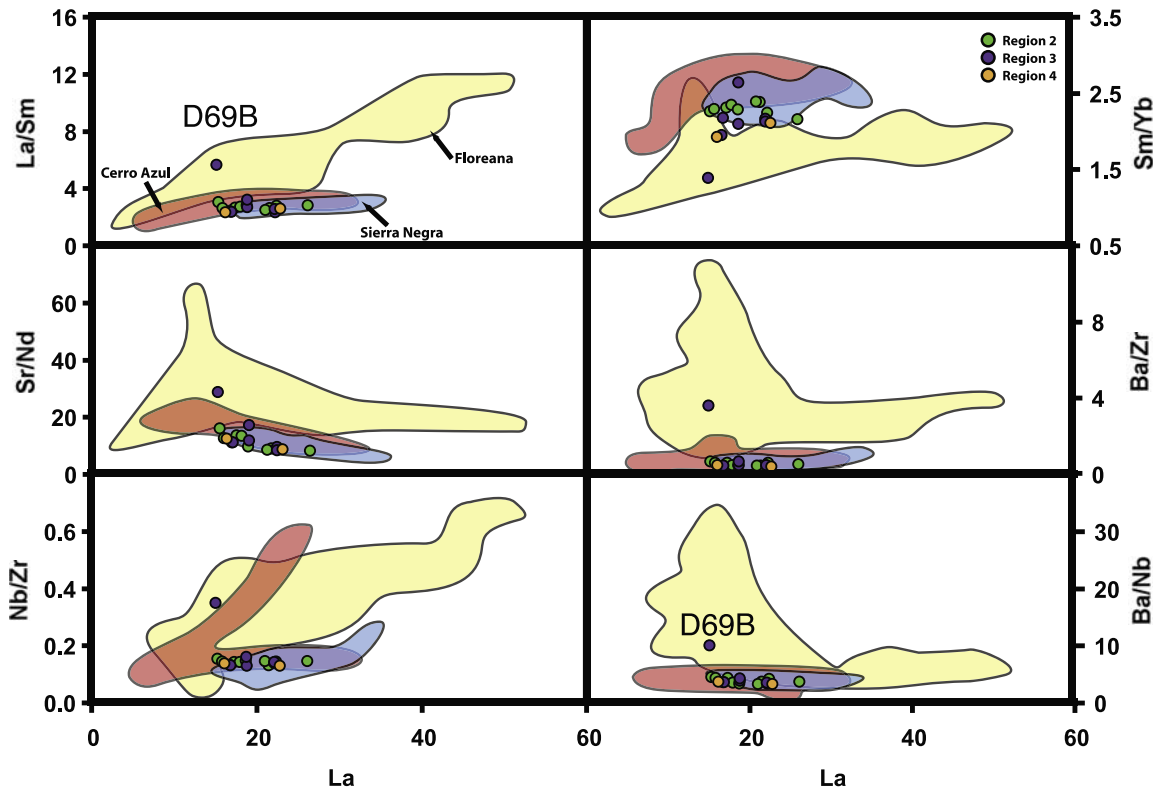 16
12
8
4
0
La/Sm
D69B
Cerro Azul
Floreana
Sierra Negra
3.5
2.5
1.5
0.5
Sm/Yb
Region 2
Region 3
Region 4
60
40
20
0
Sr/Nd
8
4
0
Ba/Zr
0.6
0.4
0.2
0.0
Nb/Zr
30
20
10
0
Ba/Nb
D69B
0 20 40 60 20 40 60
La La